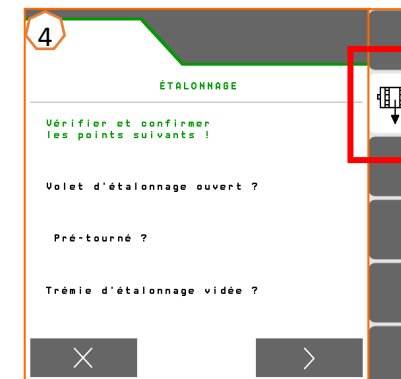 4
ÉTALONNAGE
Vérifier et confirmer
les points suivants !
Volet d'étalonnage ouvert ?
Pré-tourné ?
Trémie d'étalonnage vidée ?